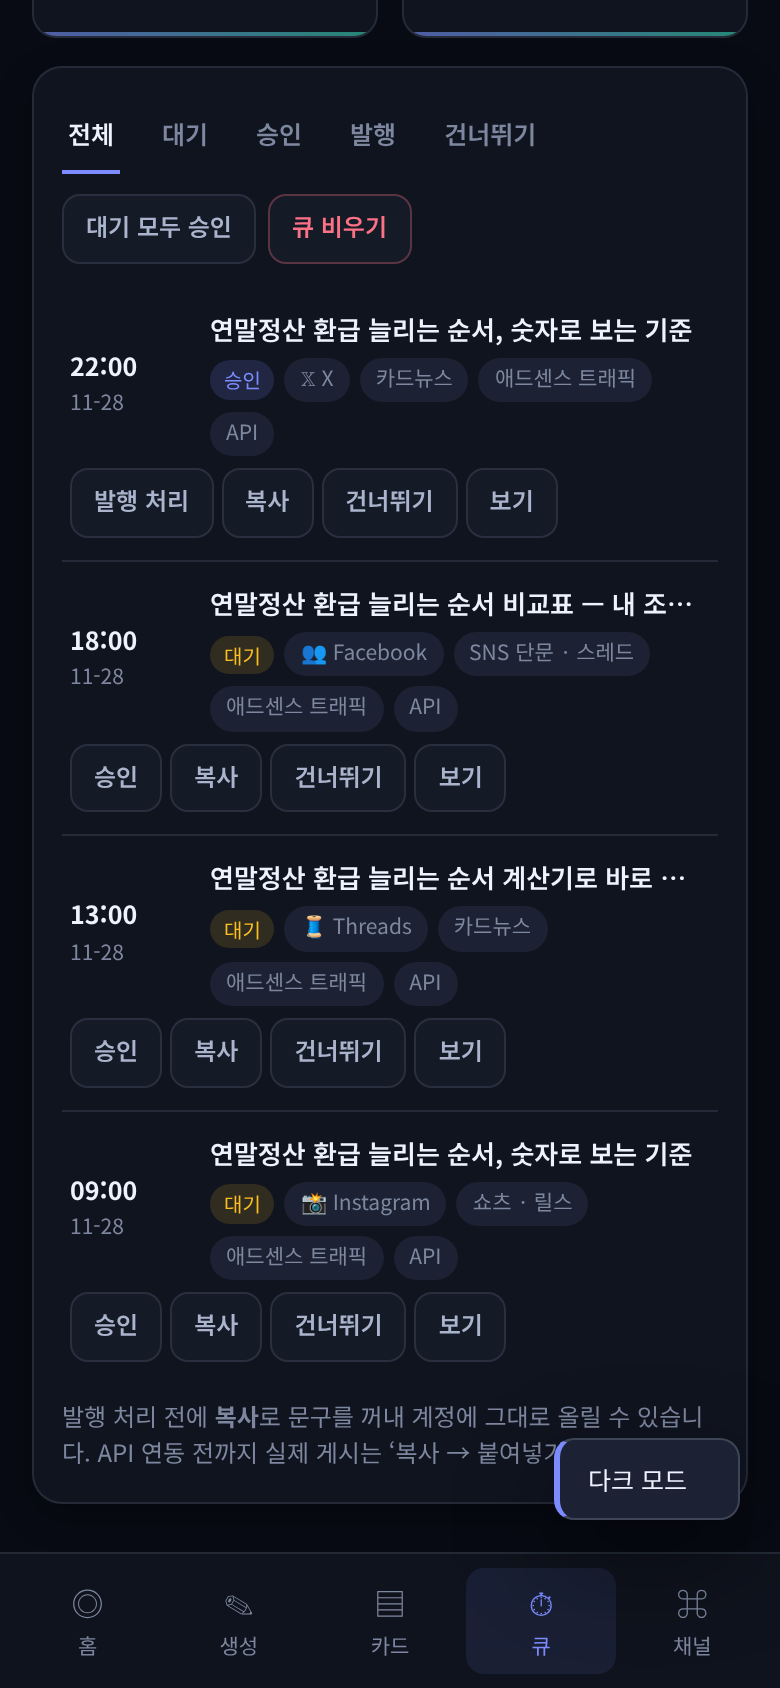 전체 대기 승인 발행 건너뛰기
대기 모두 승인 큐 비우기
연말정산 환급 늘리는 순서, 숫자로 보는 기준
22:00
11-28
승인 𝕏 X 카드뉴스 애드센스 트래픽
API
발행 처리 복사 건너뛰기 보기
연말정산 환급 늘리는 순서 비교표 — 내 조…
18:00
11-28
대기 👥 Facebook SNS 단문 · 스레드
애드센스 트래픽 API
승인 복사 건너뛰기 보기
연말정산 환급 늘리는 순서 계산기로 바로 …
13:00
11-28
대기 🧵 Threads 카드뉴스
애드센스 트래픽 API
승인 복사 건너뛰기 보기
연말정산 환급 늘리는 순서, 숫자로 보는 기준
09:00
11-28
대기 📸 Instagram 쇼츠 · 릴스
애드센스 트래픽 API
승인 복사 건너뛰기 보기
발행 처리 전에 복사로 문구를 꺼내 계정에 그대로 올릴 수 있습니
다. API 연동 전까지 실제 게시는 ‘복사 → 붙여넣기
다크 모드
홈 생성 카드 큐 채널